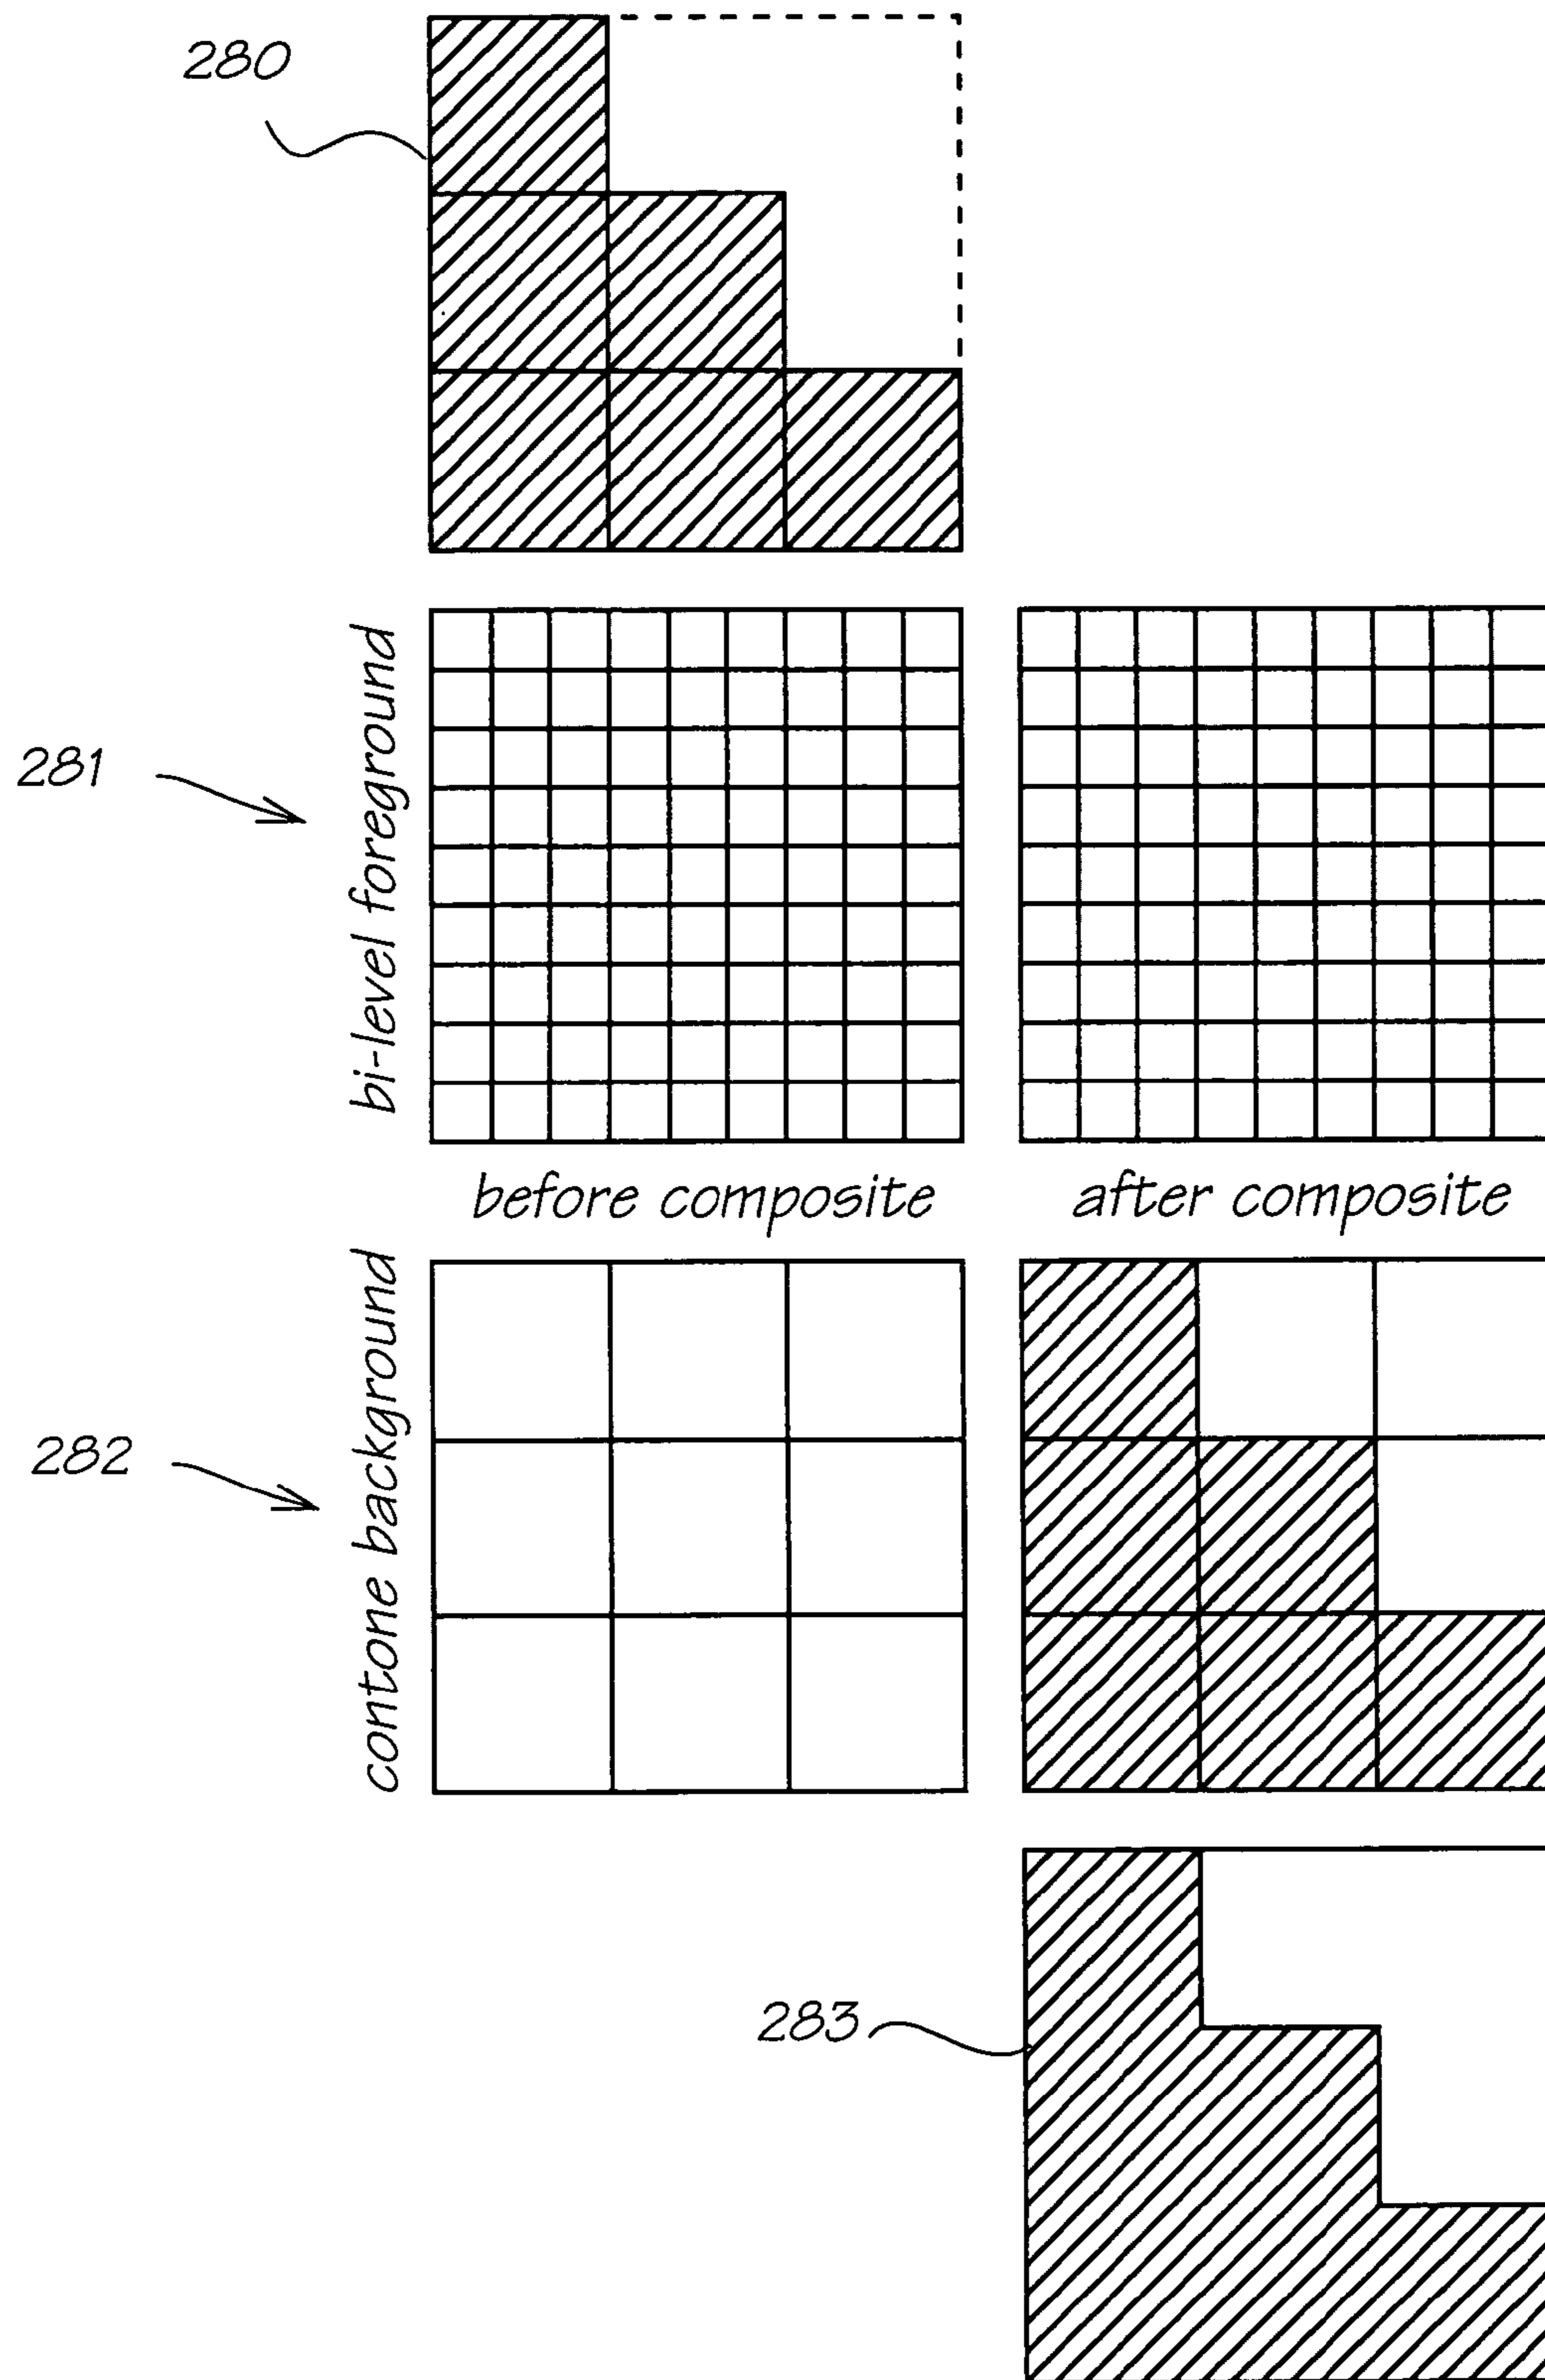 280
281
bi-level foreground
before composite
after composite
282
contone background
283